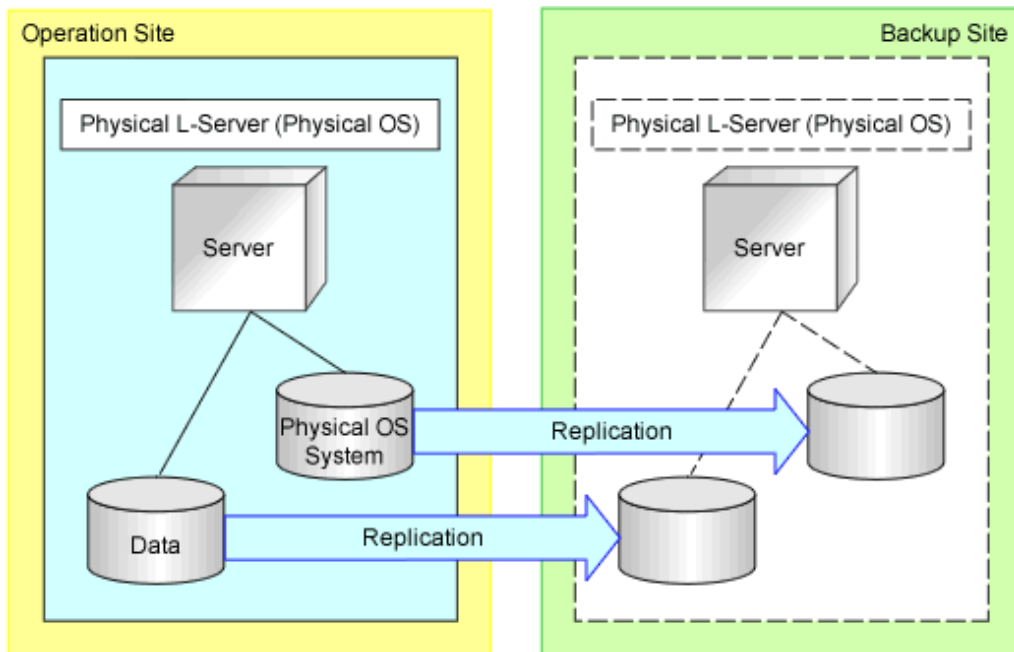 Operation Site
Backup Site
Physical L-Server (Physical OS)
Physical L-Server (Physical OS)
Server
Server
Physical OS
System
Replication
Data
Replication